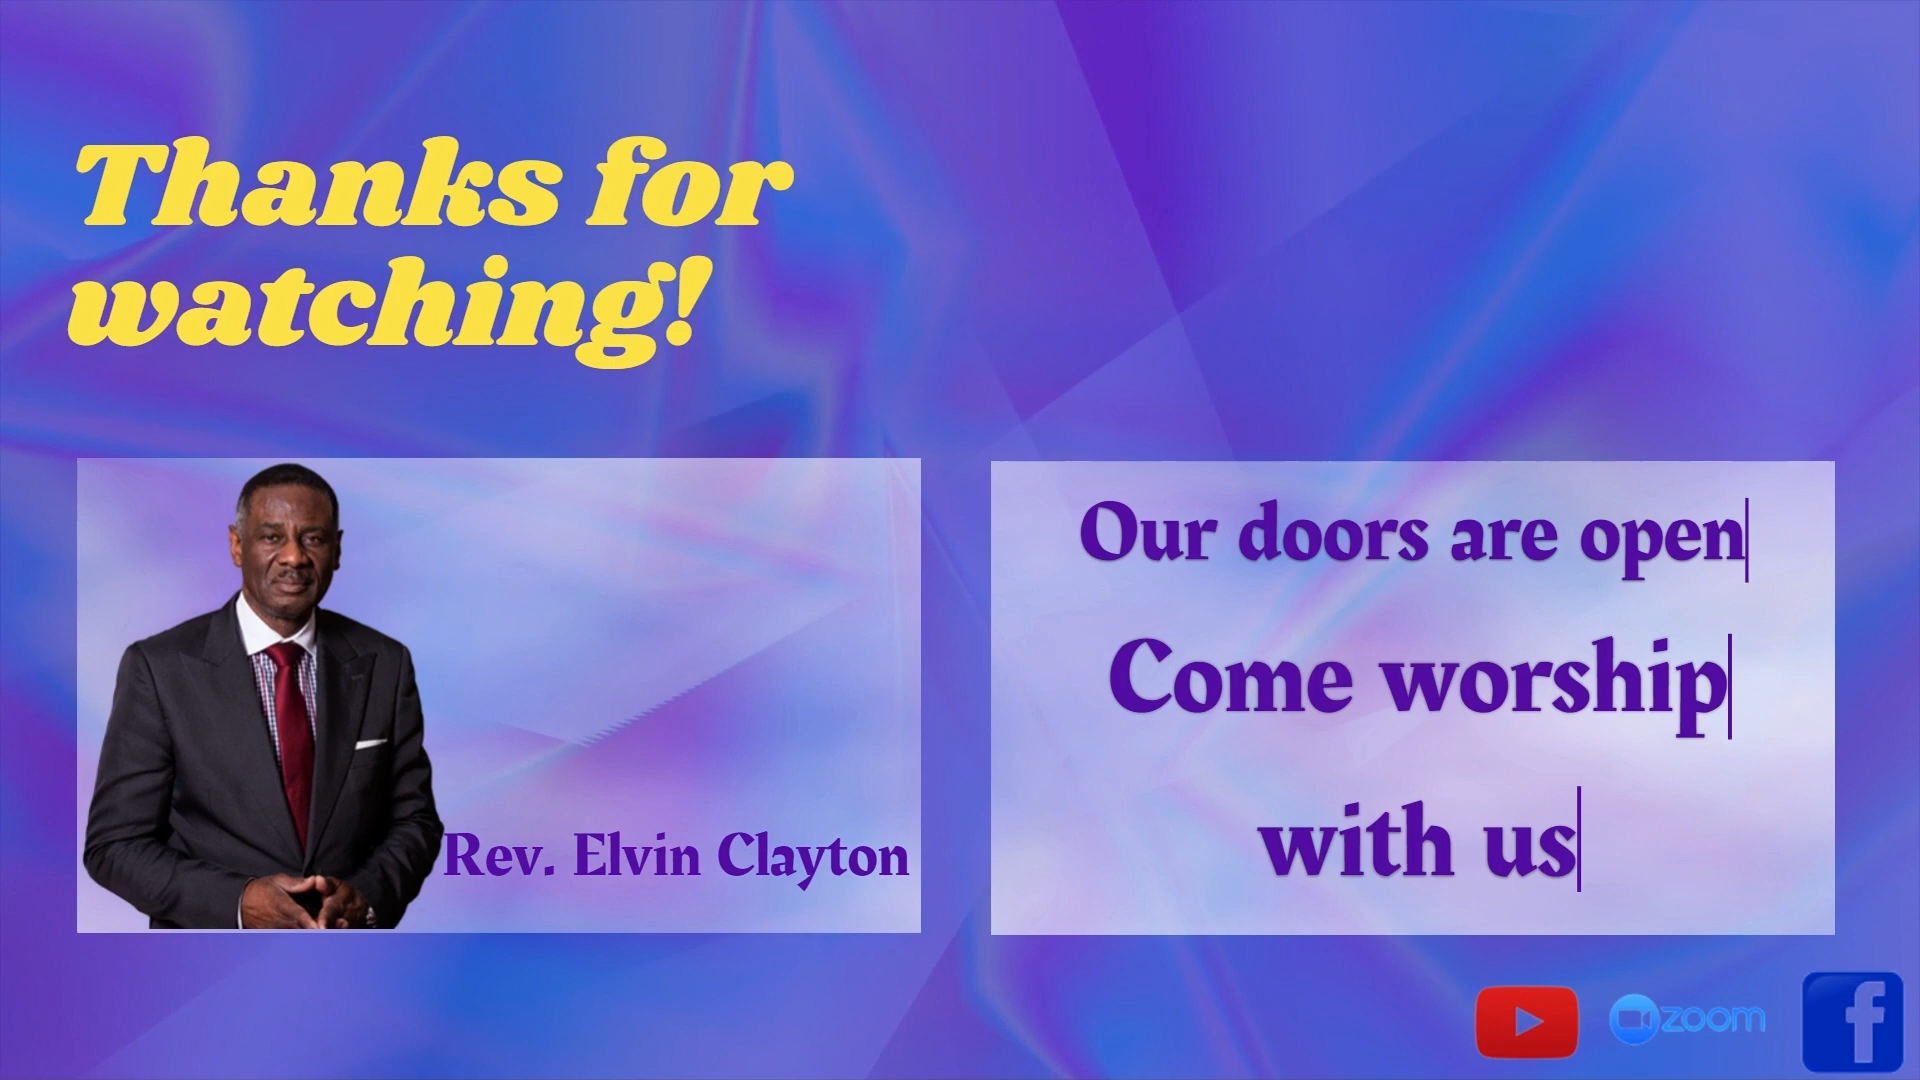 Thanks for
watching!
Rev. Elvin Clayton
Our doors are open
Come worship
with us
zoom
f